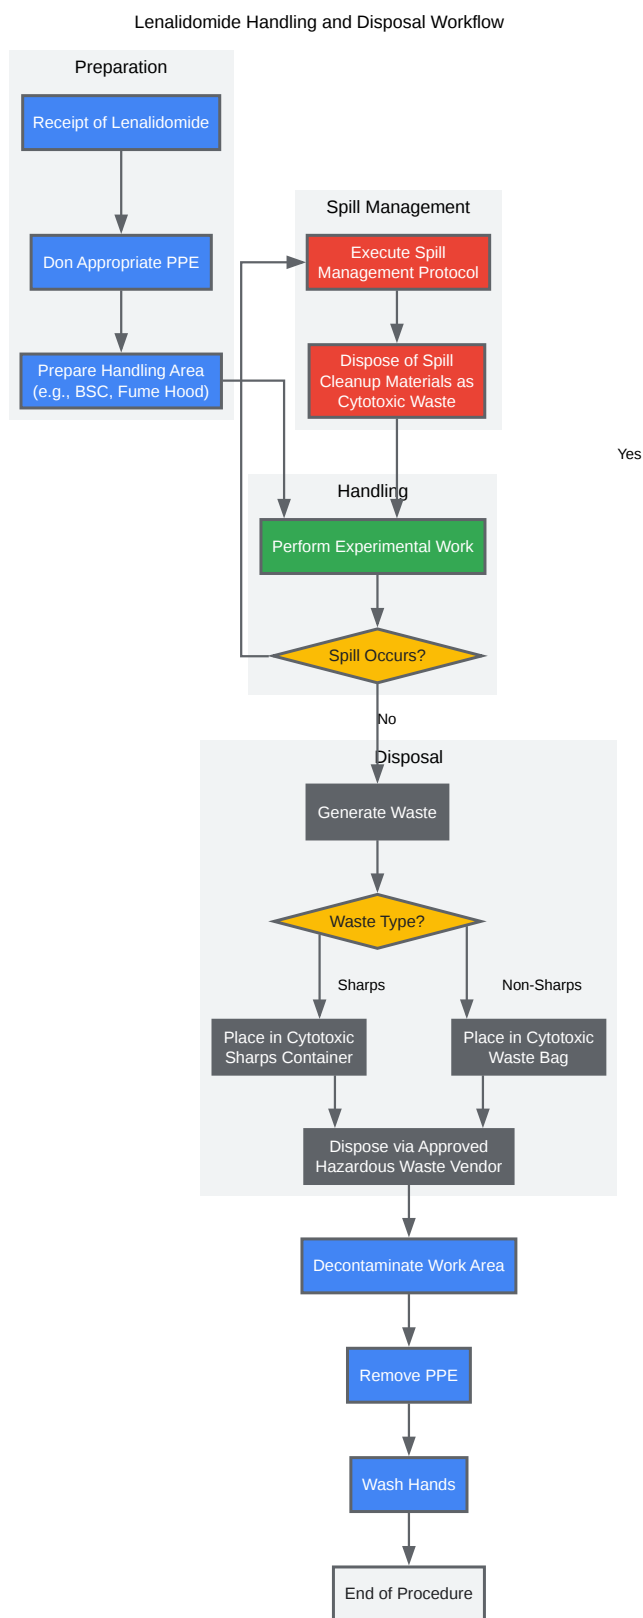 Lenalidomide Handling and Disposal Workflow
Preparation
Receipt of Lenalidomide
Don Appropriate PPE
Prepare Handling Area
(e.g., BSC, Fume Hood)
Spill Management
Execute Spill
Management Protocol
Dispose of Spill
Cleanup Materials as
Cytotoxic Waste
Yes
Handling
Perform Experimental Work
Spill Occurs?
No
Disposal
Generate Waste
Waste Type?
Sharps
Non-Sharps
Place in Cytotoxic
Sharps Container
Place in Cytotoxic
Waste Bag
Dispose via Approved
Hazardous Waste Vendor
Decontaminate Work Area
Remove PPE
Wash Hands
End of Procedure